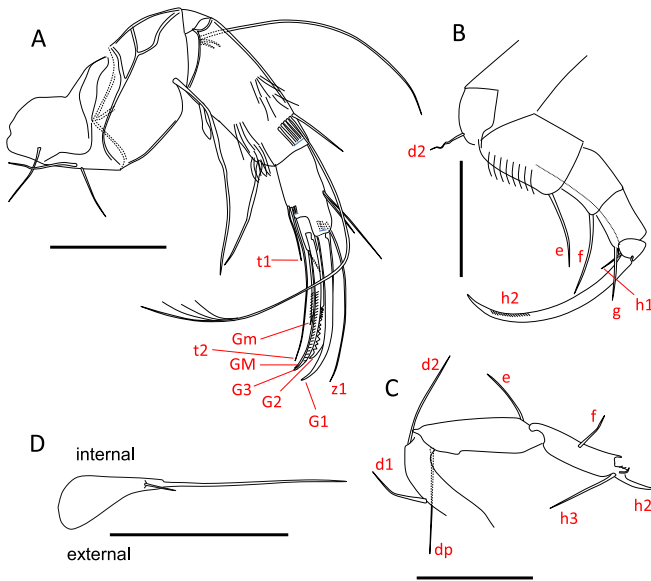 A
t1
Gm
t2
GM
G3
G2
G1
z1
B
d2
e
f
g
h1
h2
C
d2
e
f
d1
h2
h3
dp
D
internal
external